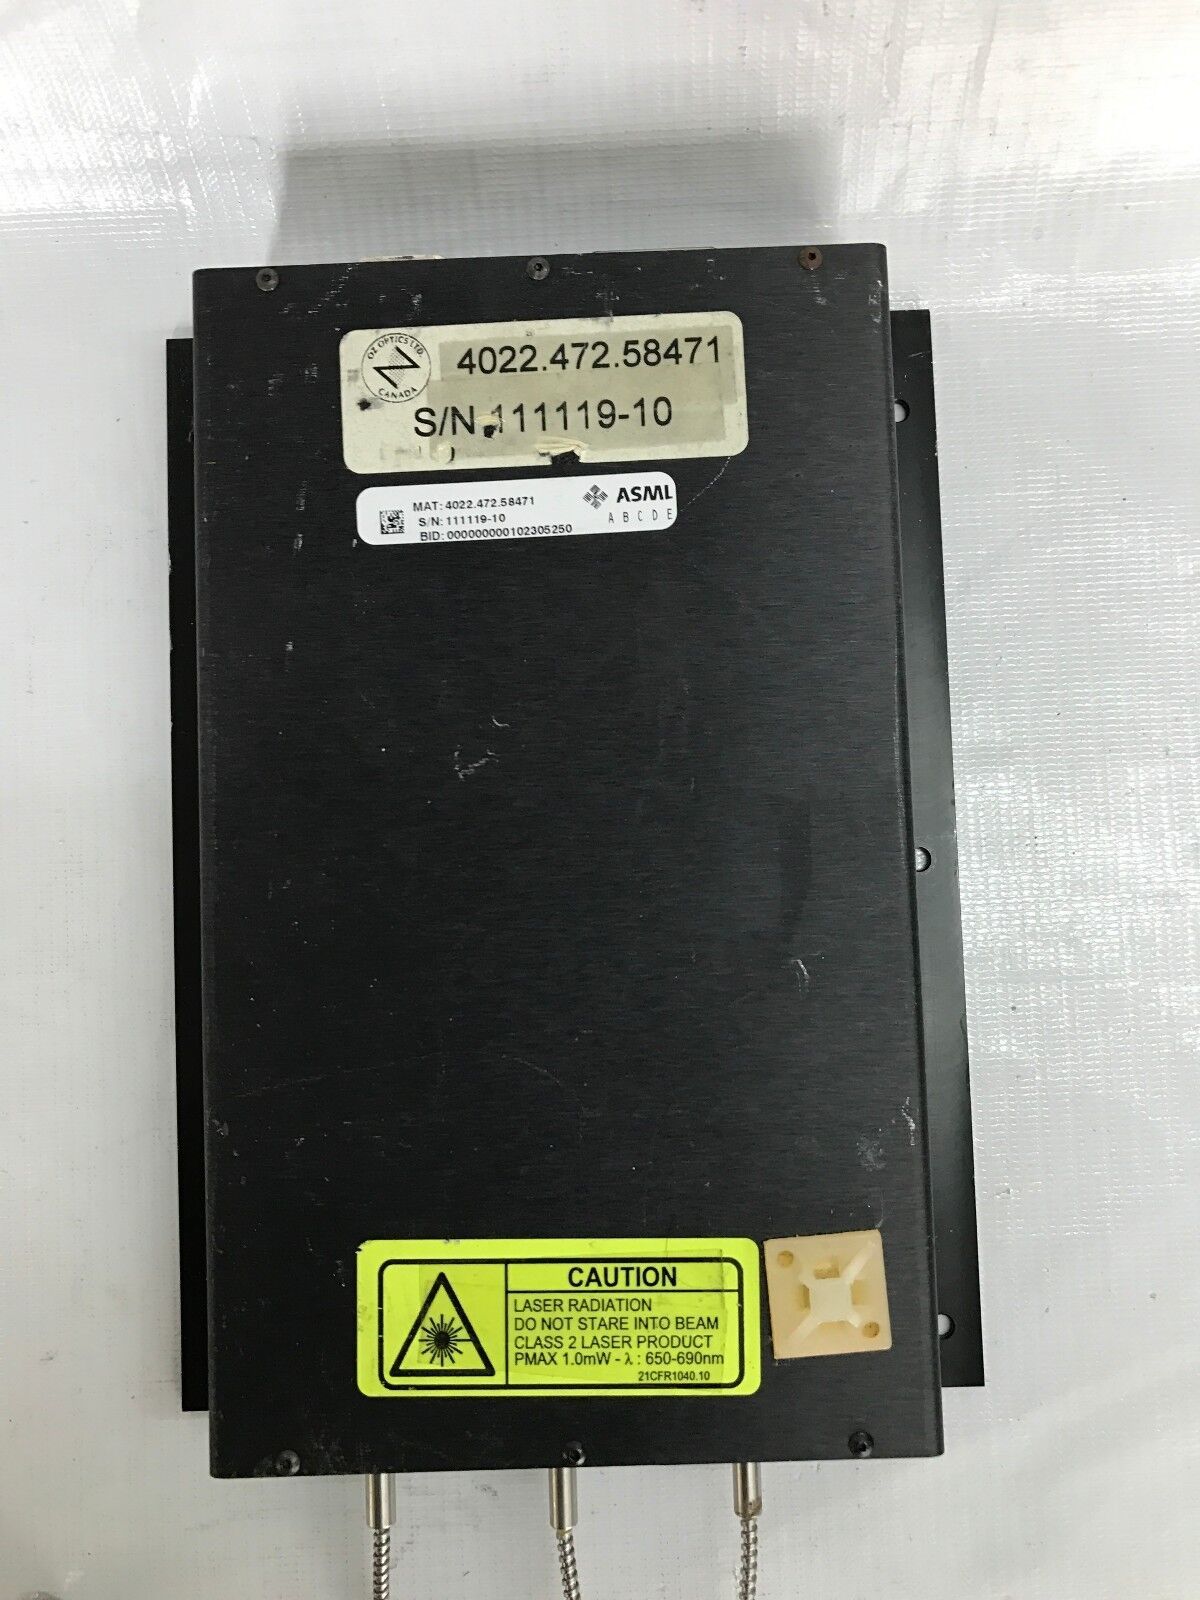 OZ OPTICS LTD.
CANADA
4022.472.58471
S/N 111119-10
MAT: 4022.472.58471
S/N: 111119-10
BID: 000000000102305250
ASML
A B C D E
CAUTION
LASER RADIATION
DO NOT STARE INTO BEAM
CLASS 2 LASER PRODUCT
PMAX 1.0mW - λ : 650-690nm
21CFR1040.10